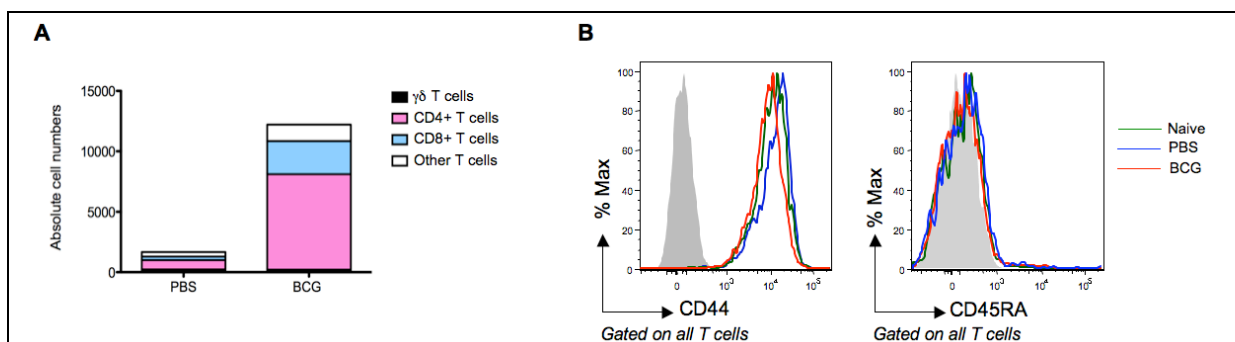 A
Absolute cell numbers
15000
10000
5000
0
PBS
BCG
γδ T cells
CD4+ T cells
CD8+ T cells
Other T cells
B
% Max
100
80
60
40
20
0
0
10³
10⁴
10⁵
CD44
Gated on all T cells
% Max
100
80
60
40
20
0
0
10³
10⁴
10⁵
CD45RA
Gated on all T cells
Naive
PBS
BCG